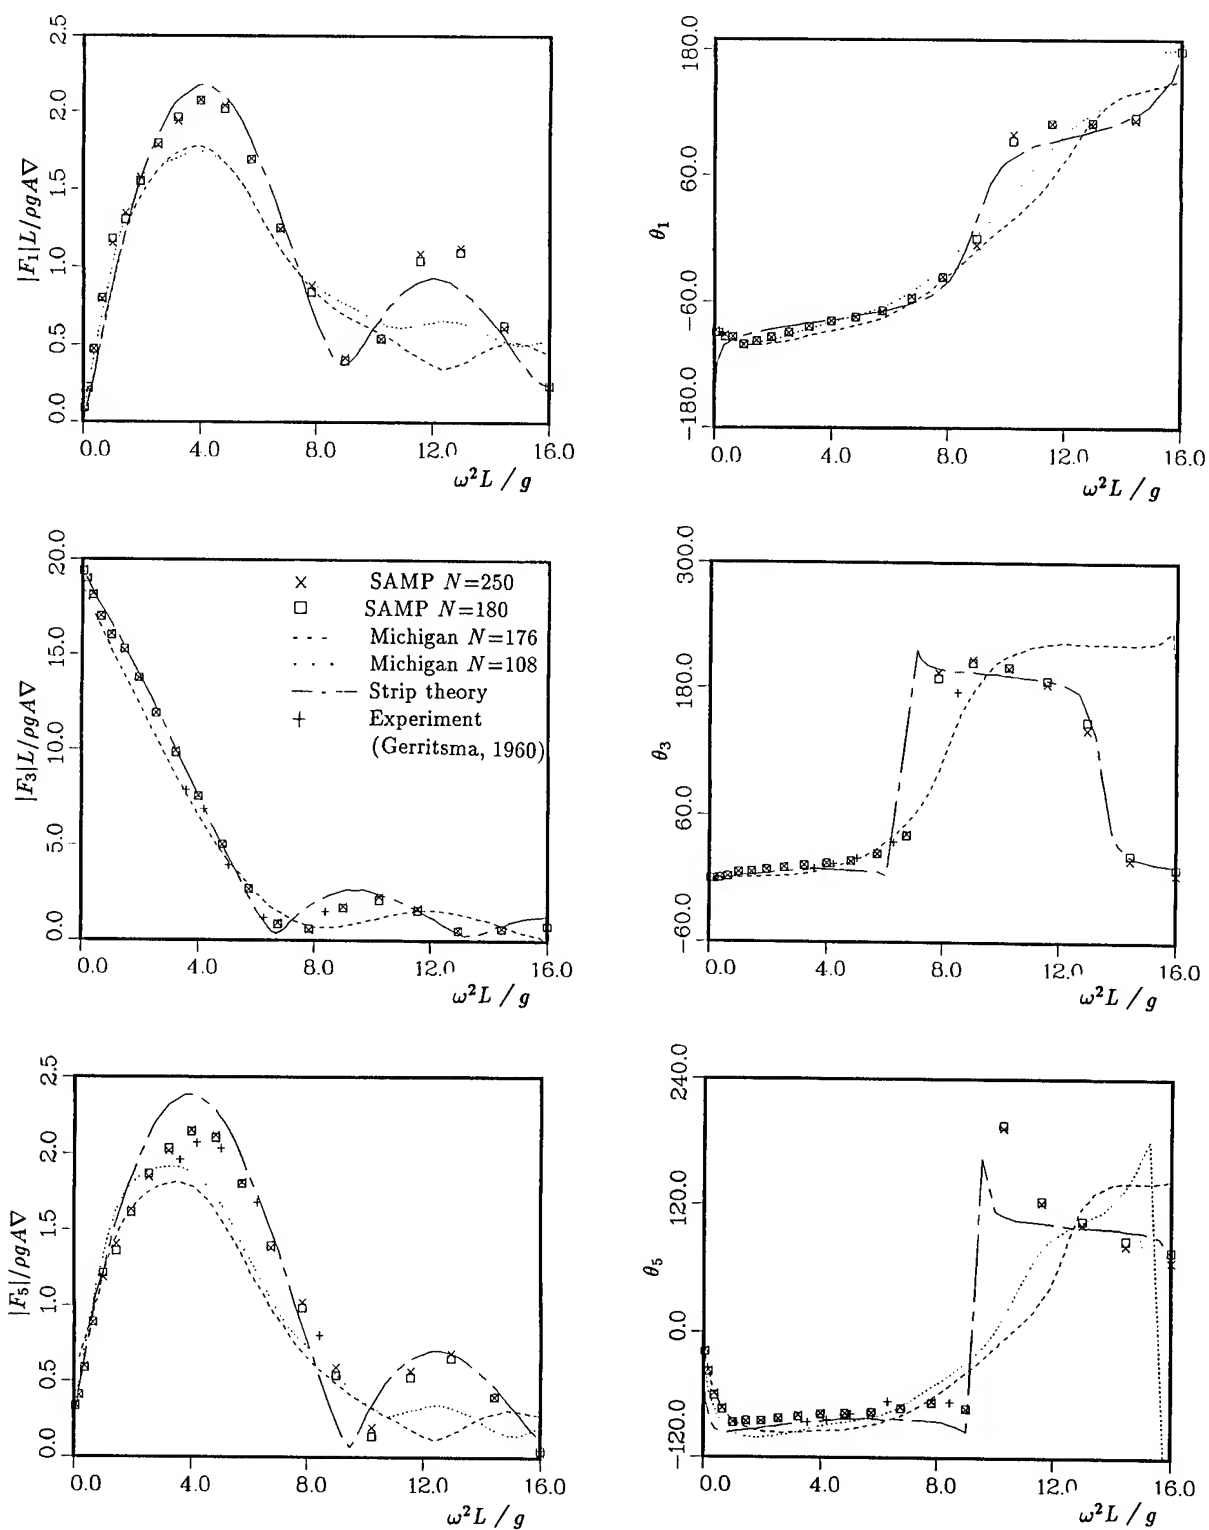 |F₁|L/ρgA∇
2.5
2.0
1.5
1.0
0.5
0.0
0.0 4.0 8.0 12.0 16.0
ω²L / g
θ₁
180.0
60.0
−60.0
−180.0
0.0 4.0 8.0 12.0 16.0
ω²L / g
|F₃|L/ρgA∇
20.0
15.0
10.0
5.0
0.0
× SAMP N=250
□ SAMP N=180
- - - Michigan N=176
. . . Michigan N=108
— - — Strip theory
+ Experiment
(Gerritsma, 1960)
0.0 4.0 8.0 12.0 16.0
ω²L / g
θ₃
300.0
180.0
60.0
−60.0
0.0 4.0 8.0 12.0 16.0
ω²L / g
|F₅|/ρgA∇
2.5
2.0
1.5
1.0
0.5
0.0
0.0 4.0 8.0 12.0 16.0
ω²L / g
θ₅
240.0
120.0
0.0
−120.0
0.0 4.0 8.0 12.0 16.0
ω²L / g